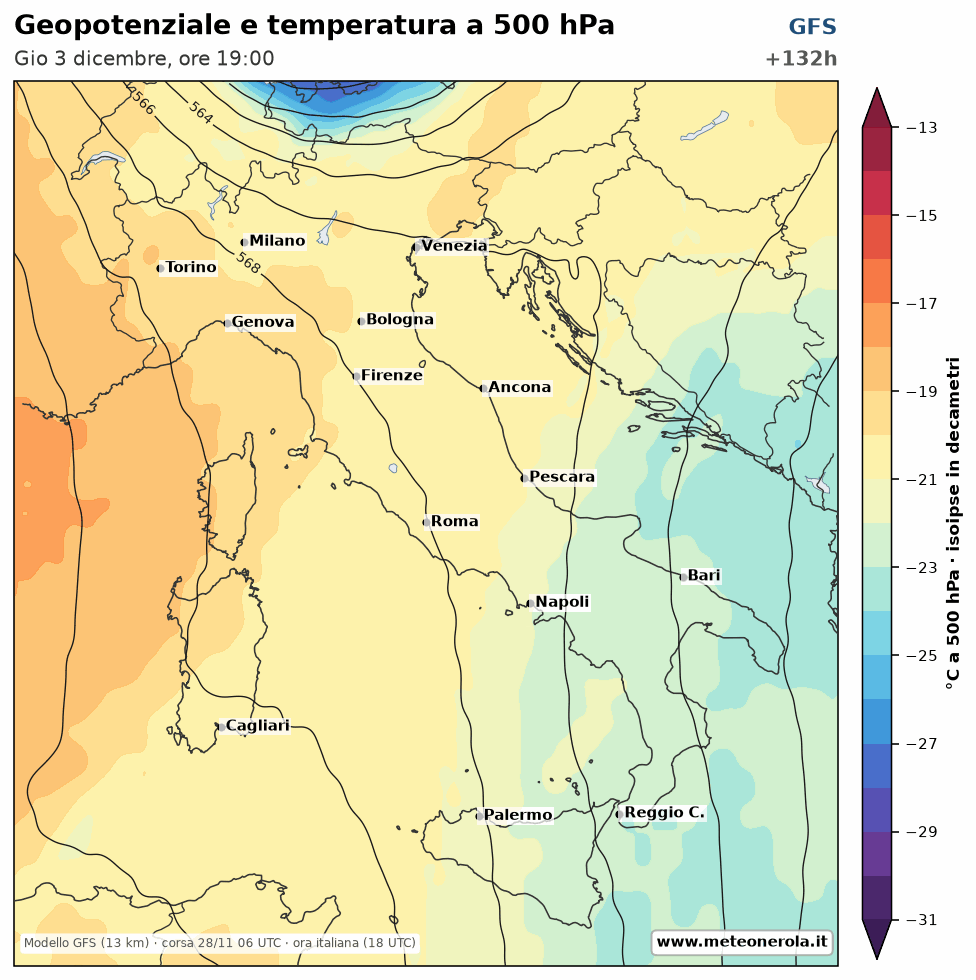 Geopotenziale e temperatura a 500 hPa
GFS
Gio 3 dicembre, ore 19:00
+132h
566
564
568
Milano
Venezia
Torino
Genova
Bologna
Firenze
Ancona
Pescara
Roma
Bari
Napoli
Cagliari
Palermo
Reggio C.
−13
−15
−17
−19
−21
−23
−25
−27
−29
−31
°C a 500 hPa · isoipse in decametri
Modello GFS (13 km) · corsa 28/11 06 UTC · ora italiana (18 UTC)
www.meteonerola.it